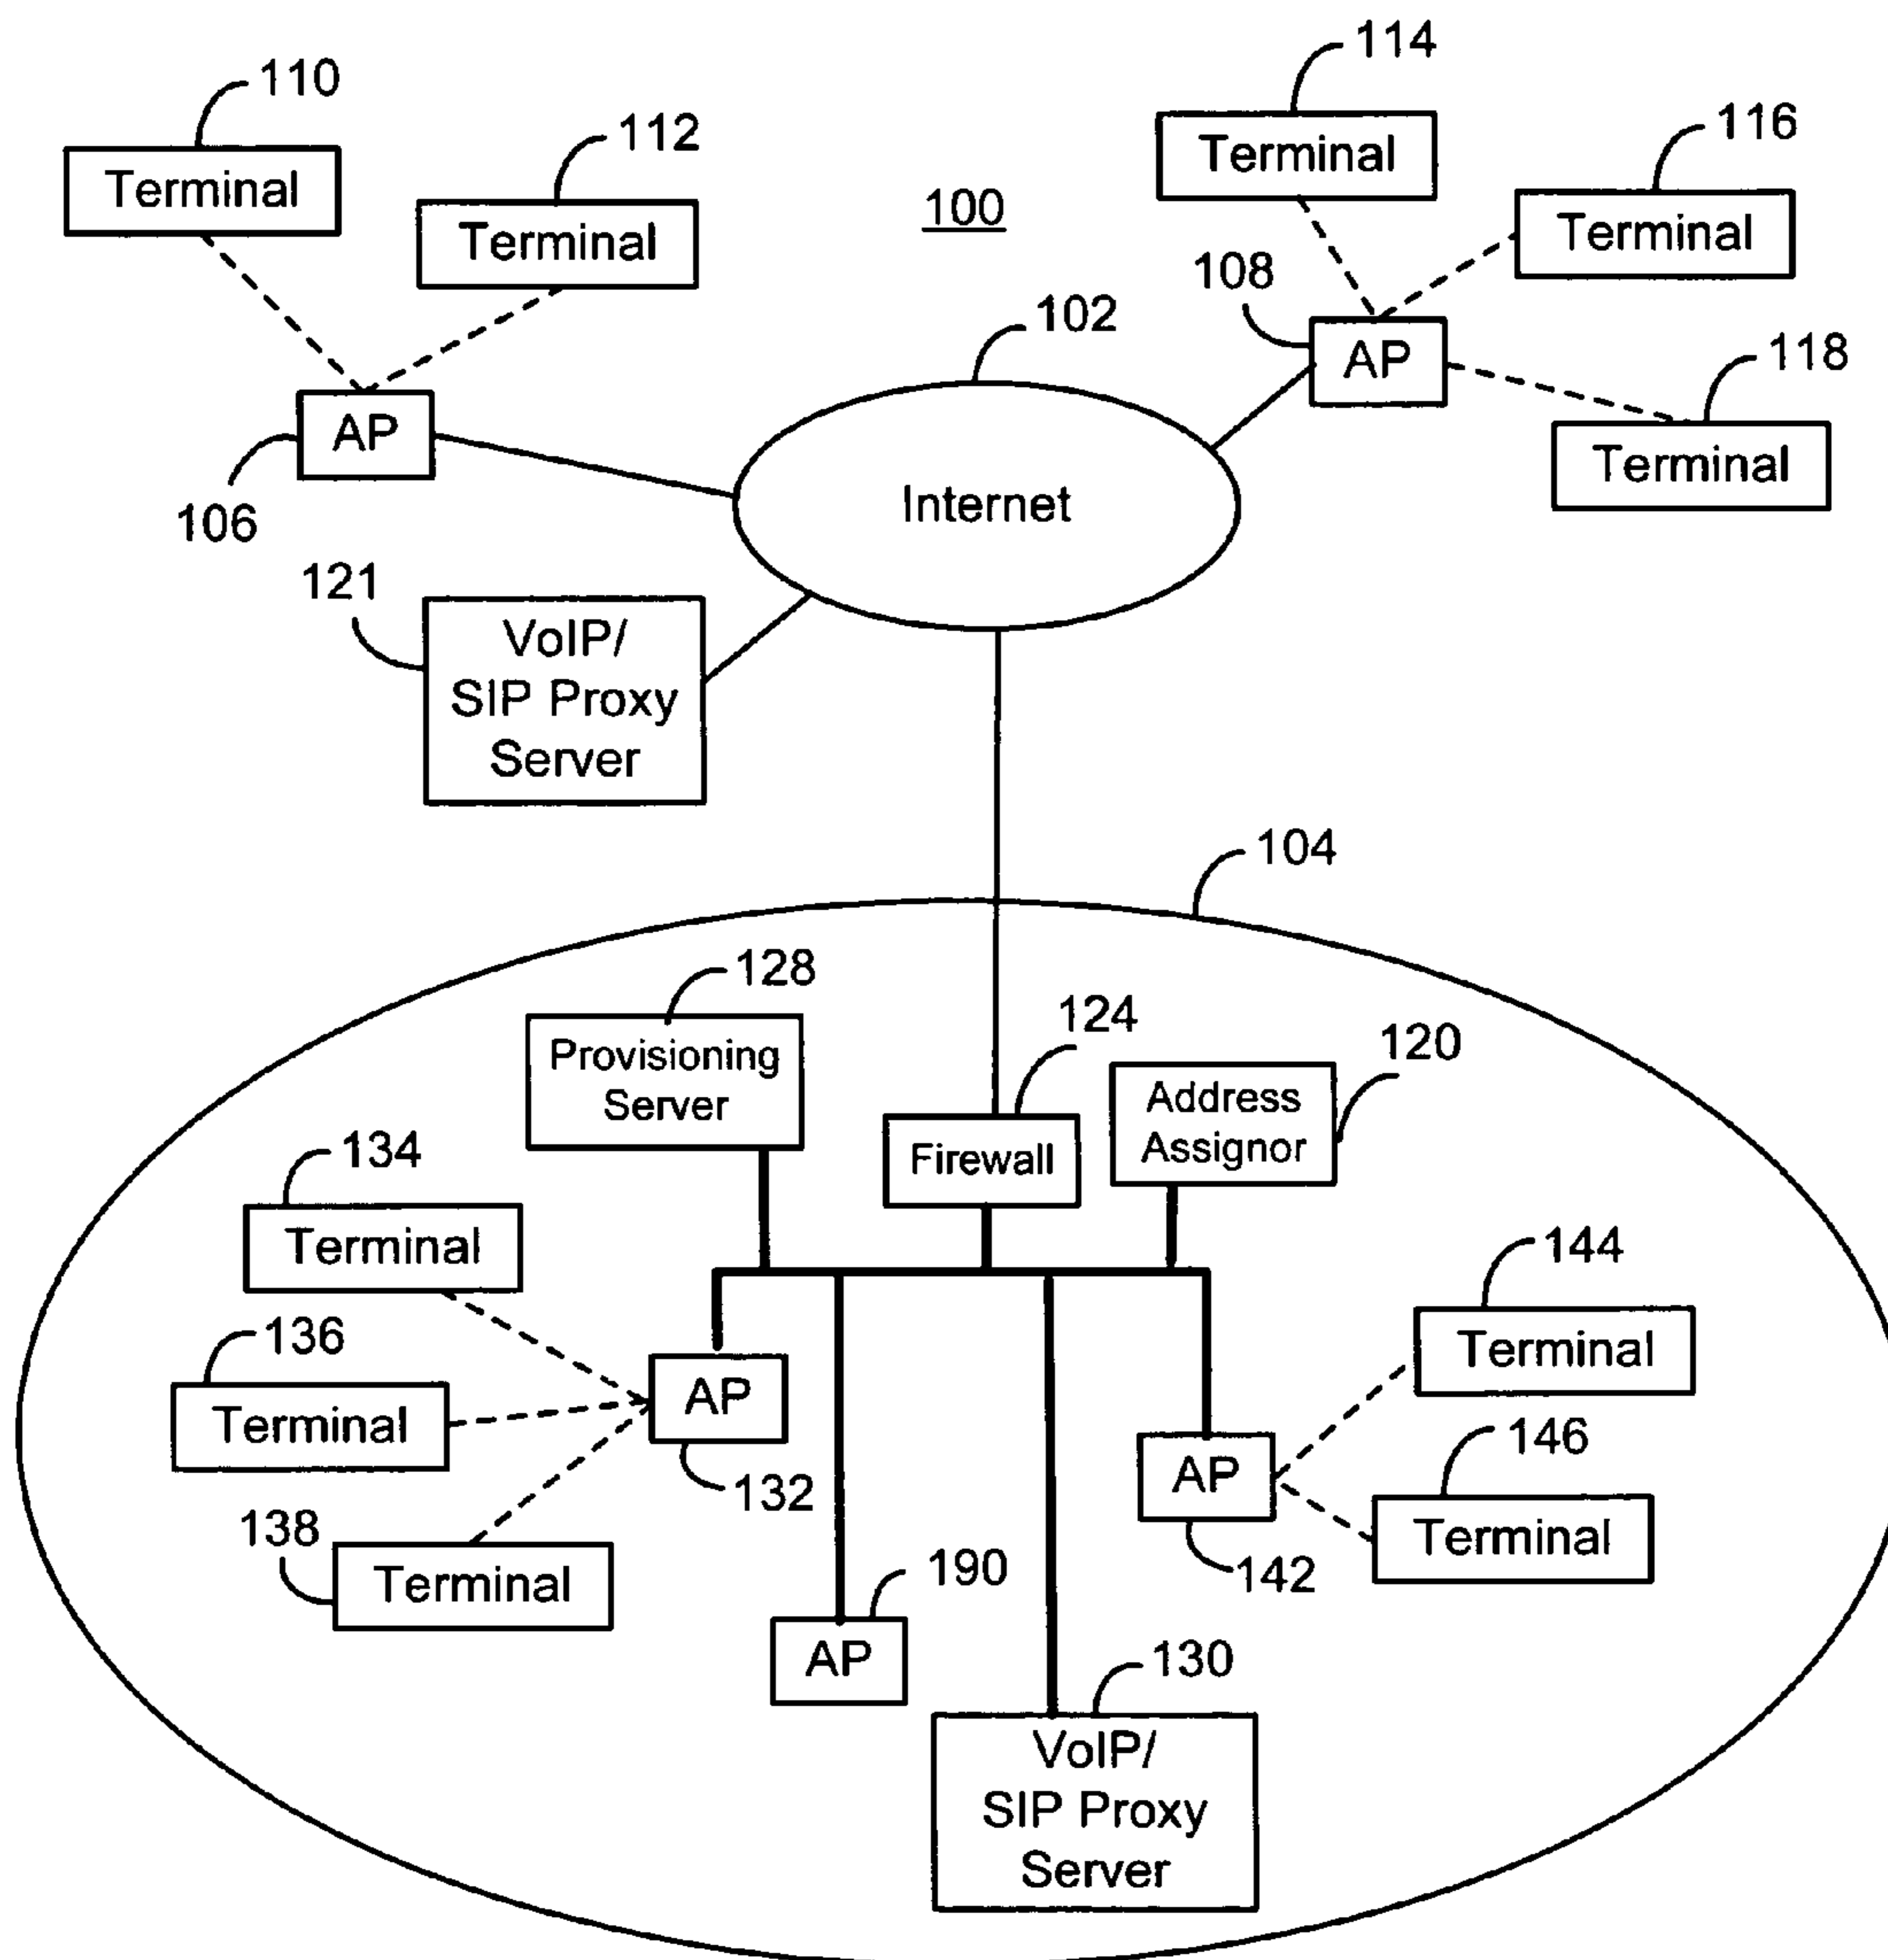 114
110
116
112
Terminal
Terminal
100
Terminal
Terminal
108
102
118
AP
AP
Terminal
Internet
106
121
VoIP/
SIP Proxy
Server
104
128
124
120
Provisioning
Server
Address
Assignor
134
Firewall
144
Terminal
136
Terminal
AP
Terminal
146
132
AP
138
Terminal
Terminal
190
142
AP
130
VoIP/
SIP Proxy
Server